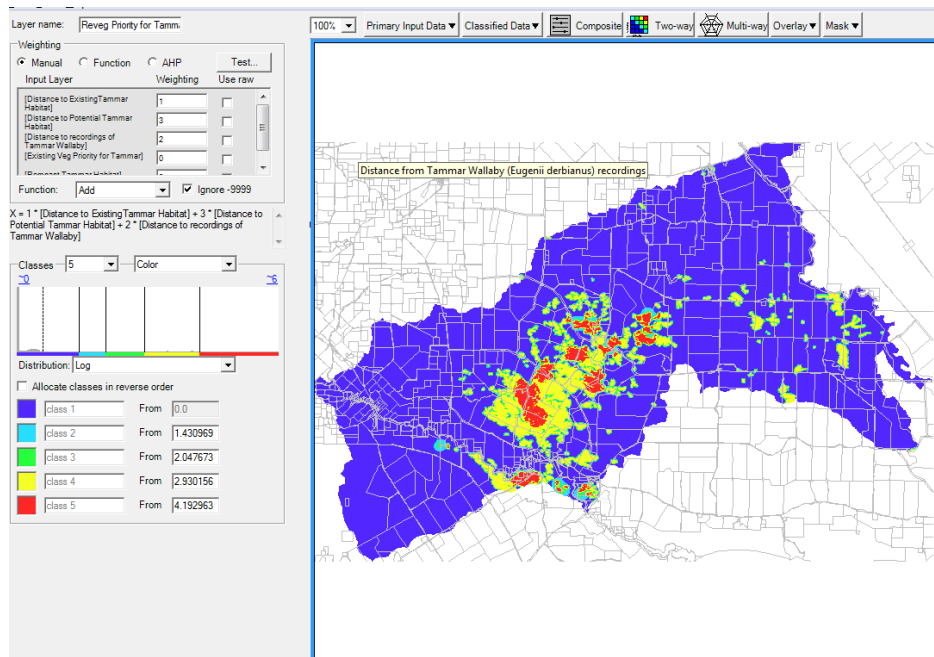 Layer name: Reveg Priority for Tamma
100% Primary Input Data Classified Data Composite Two-way Multi-way Overlay Mask
Weighting
Manual Function AHP Test...
Input Layer Weighting Use raw
[Distance to ExistingTammar
Habitat] 1
[Distance to Potential Tammar
Habitat] 3
[Distance to recordings of
Tammar Wallaby] 2
[Existing Veg Priority for Tammar] 0
Function: Add Ignore -9999
X = 1 * [Distance to ExistingTammar Habitat] + 3 * [Distance to
Potential Tammar Habitat] + 2 * [Distance to recordings of
Tammar Wallaby]
Classes 5 Color
~0 ~6
Distribution: Log
Allocate classes in reverse order
class 1 From 0.0
class 2 From 1.430969
class 3 From 2.047673
class 4 From 2.930156
class 5 From 4.192963
Distance from Tammar Wallaby (Eugenii derbianus) recordings